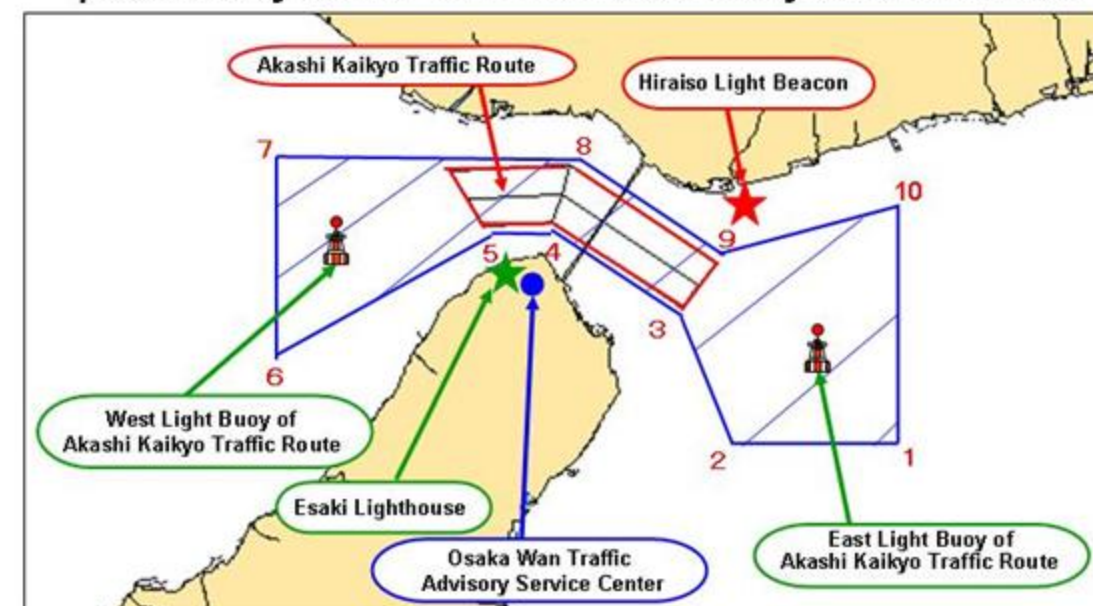 Akashi Kaikyo Traffic Route
Hiraiso Light Beacon
7
8
10
9
5
4
3
6
West Light Buoy of
Akashi Kaikyo Traffic Route
2
1
Esaki Lighthouse
Osaka Wan Traffic
Advisory Service Center
East Light Buoy of
Akashi Kaikyo Traffic Route